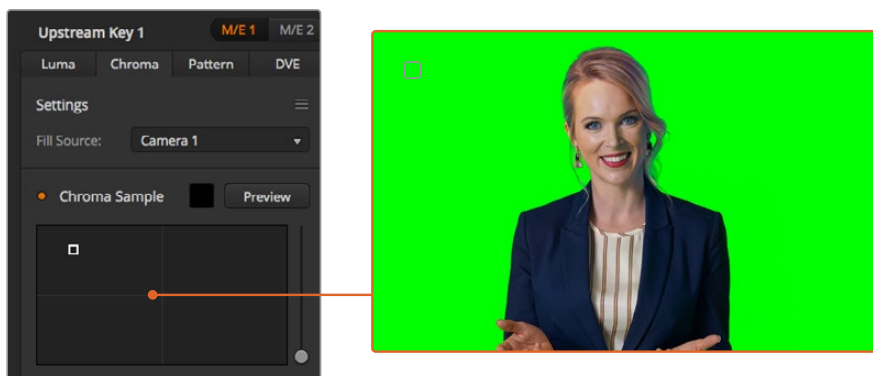 Upstream Key 1 M/E 1 M/E 2
Luma Chroma Pattern DVE
Settings
Fill Source: Camera 1
Chroma Sample Preview